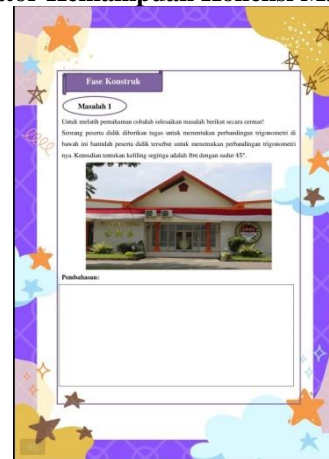 Fase Konstruk
Masalah 1
Untuk melatih pemahaman cobalah selesaikan masalah berikut secara cermat!
Seorang peserta didik diberikan tugas untuk menentukan perbandingan trigonometri di
bawah ini bantulah peserta didik tersebut untuk menentukan perbandingan trigonometri
nya. Kemudian tentukan keliling segitiga adalah 8m dengan sudut 45°.
Pembahasan: